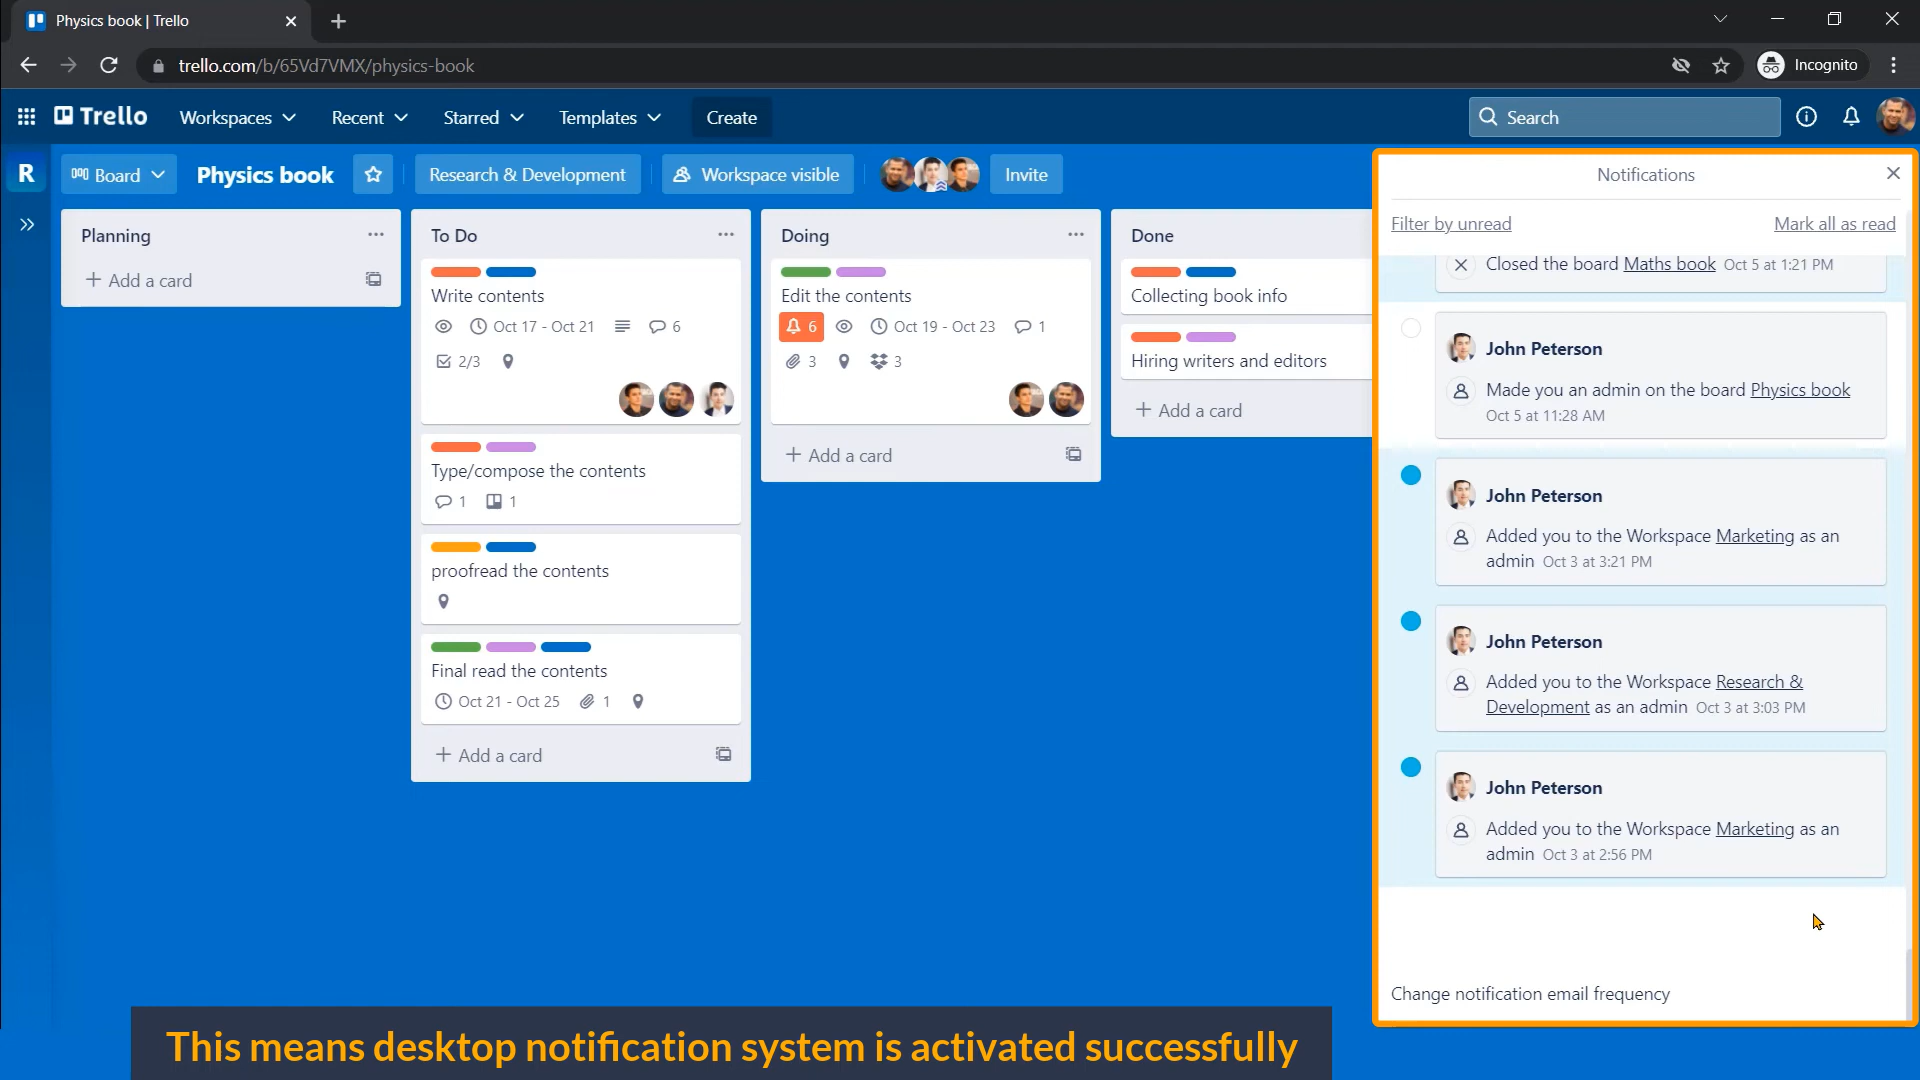 Physics book | Trello
trello.com/b/65Vd7VMX/physics-book
Incognito
Trello
Workspaces
Recent
Starred
Templates
Create
Search
R
Board
Physics book
Research & Development
Workspace visible
Invite
Planning
Add a card
To Do
Write contents
Oct 17 - Oct 21
6
2/3
Type/compose the contents
1
1
proofread the contents
Final read the contents
Oct 21 - Oct 25
1
Add a card
Doing
Edit the contents
6
Oct 19 - Oct 23
1
3
3
Add a card
Done
Collecting book info
Hiring writers and editors
Add a card
Notifications
Filter by unread
Mark all as read
Closed the board Maths book Oct 5 at 1:21 PM
John Peterson
Made you an admin on the board Physics book
Oct 5 at 11:28 AM
John Peterson
Added you to the Workspace Marketing as an
admin Oct 3 at 3:21 PM
John Peterson
Added you to the Workspace Research &
Development as an admin Oct 3 at 3:03 PM
John Peterson
Added you to the Workspace Marketing as an
admin Oct 3 at 2:56 PM
Change notification email frequency
This means desktop notification system is activated successfully